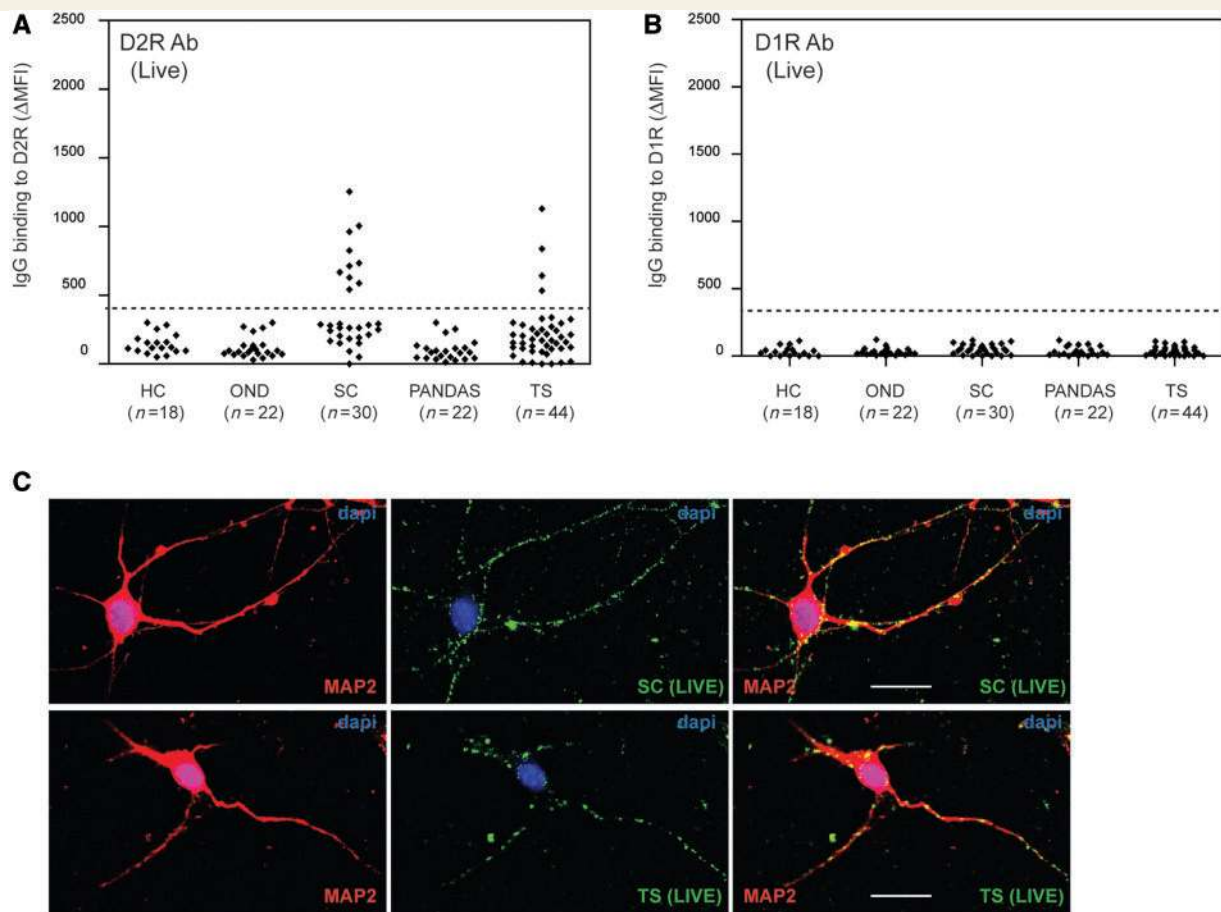 A
D2R Ab
(Live)
IgG binding to D2R (ΔMFI)
2500
2000
1500
1000
500
0
HC
(n=18)
OND
(n=22)
SC
(n=30)
PANDAS
(n=22)
TS
(n=44)
B
D1R Ab
(Live)
IgG binding to D1R (ΔMFI)
2500
2000
1500
1000
500
0
HC
(n=18)
OND
(n=22)
SC
(n=30)
PANDAS
(n=22)
TS
(n=44)
C
dapi
MAP2
dapi
SC (LIVE)
dapi
MAP2 SC (LIVE)
dapi
MAP2
dapi
TS (LIVE)
dapi
MAP2 TS (LIVE)